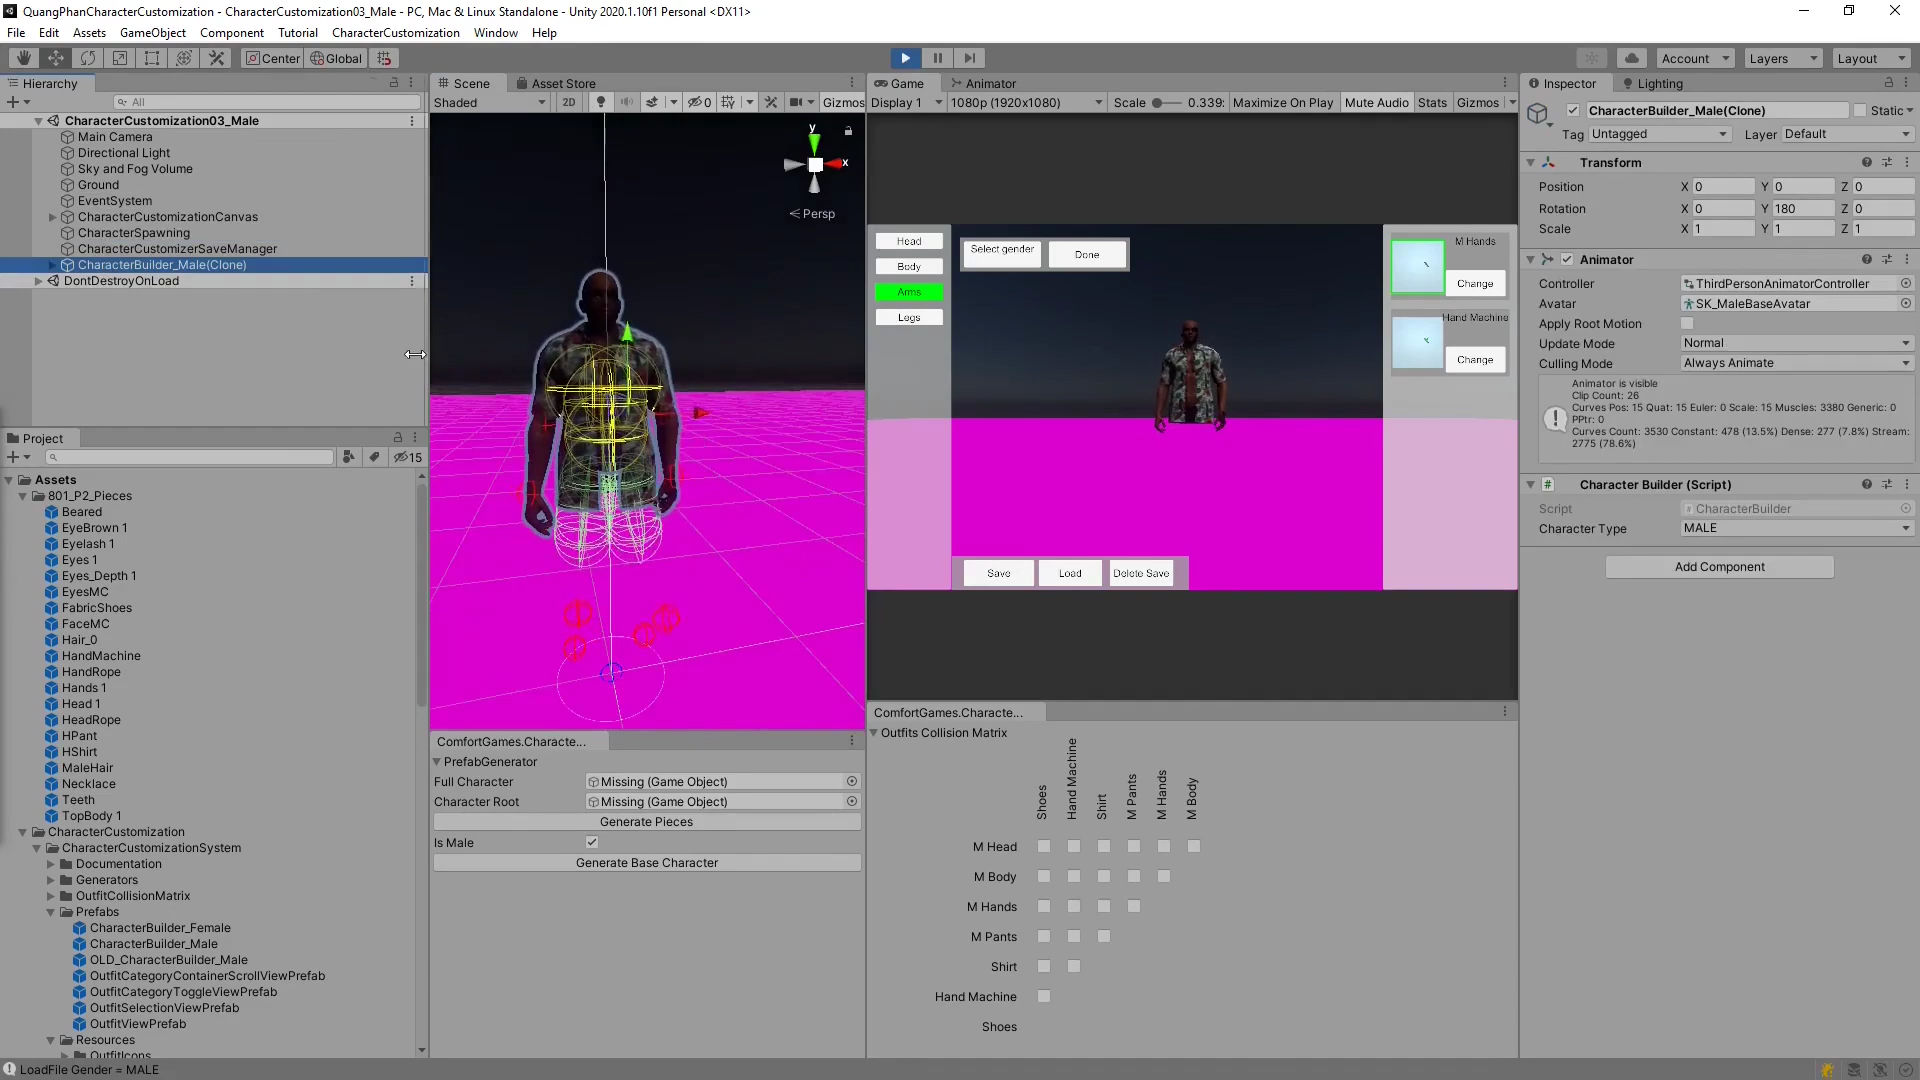 QuangPhanCharacterCustomization - CharacterCustomization03_Male - PC, Mac & Linux Standalone - Unity 2020.1.10f1 Personal <DX11>
File Edit Assets GameObject Component Tutorial CharacterCustomization Window Help
Center Global Account Layers Layout
Hierarchy
All
CharacterCustomization03_Male
Main Camera
Directional Light
Sky and Fog Volume
Ground
EventSystem
CharacterCustomizationCanvas
CharacterSpawning
CharacterCustomizerSaveManager
CharacterBuilder_Male(Clone)
DontDestroyOnLoad
Project
15
Assets
801_P2_Pieces
Beared
EyeBrown 1
Eyelash 1
Eyes 1
Eyes_Depth 1
EyesMC
FabricShoes
FaceMC
Hair_0
HandMachine
HandRope
Hands 1
Head 1
HeadRope
HPant
HShirt
MaleHair
Necklace
Teeth
TopBody 1
CharacterCustomization
CharacterCustomizationSystem
Documentation
Generators
OutfitCollisionMatrix
Prefabs
CharacterBuilder_Female
CharacterBuilder_Male
OLD_CharacterBuilder_Male
OutfitCategoryContainerScrollViewPrefab
OutfitCategoryToggleViewPrefab
OutfitSelectionViewPrefab
OutfitViewPrefab
Resources
OutfitIcons
LoadFile Gender = MALE
Scene Asset Store
Shaded 2D 0 Gizmos
y
x
Persp
ComfortGames.Characte...
PrefabGenerator
Full Character Missing (Game Object)
Character Root Missing (Game Object)
Generate Pieces
Is Male
Generate Base Character
Game Animator
Display 1 1080p (1920x1080) Scale 0.339: Maximize On Play Mute Audio Stats Gizmos
Head
Body
Arms
Legs
Select gender Done
M Hands
Change
Hand Machine
Change
Save Load Delete Save
ComfortGames.Characte...
Outfits Collision Matrix
Shoes
Hand Machine
Shirt
M Pants
M Hands
M Body
M Head
M Body
M Hands
M Pants
Shirt
Hand Machine
Shoes
Inspector Lighting
CharacterBuilder_Male(Clone) Static
Tag Untagged Layer Default
Transform
Position X 0 Y 0 Z 0
Rotation X 0 Y 180 Z 0
Scale X 1 Y 1 Z 1
Animator
Controller ThirdPersonAnimatorController
Avatar SK_MaleBaseAvatar
Apply Root Motion
Update Mode Normal
Culling Mode Always Animate
Animator is visible
Clip Count: 26
Curves Pos: 15 Quat: 15 Euler: 0 Scale: 15 Muscles: 3380 Generic: 0
PPtr: 0
Curves Count: 3530 Constant: 478 (13.5%) Dense: 277 (7.8%) Stream:
2775 (78.6%)
Character Builder (Script)
Script CharacterBuilder
Character Type MALE
Add Component